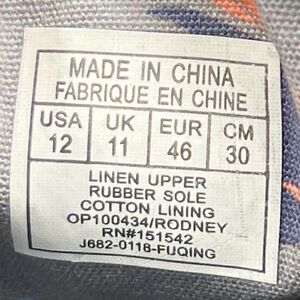 MADE IN CHINA
FABRIQUE EN CHINE
USA UK EUR CM
12 11 46 30
LINEN UPPER
RUBBER SOLE
COTTON LINING
OP100434/RODNEY
RN#151542
J682-0118-FUQING